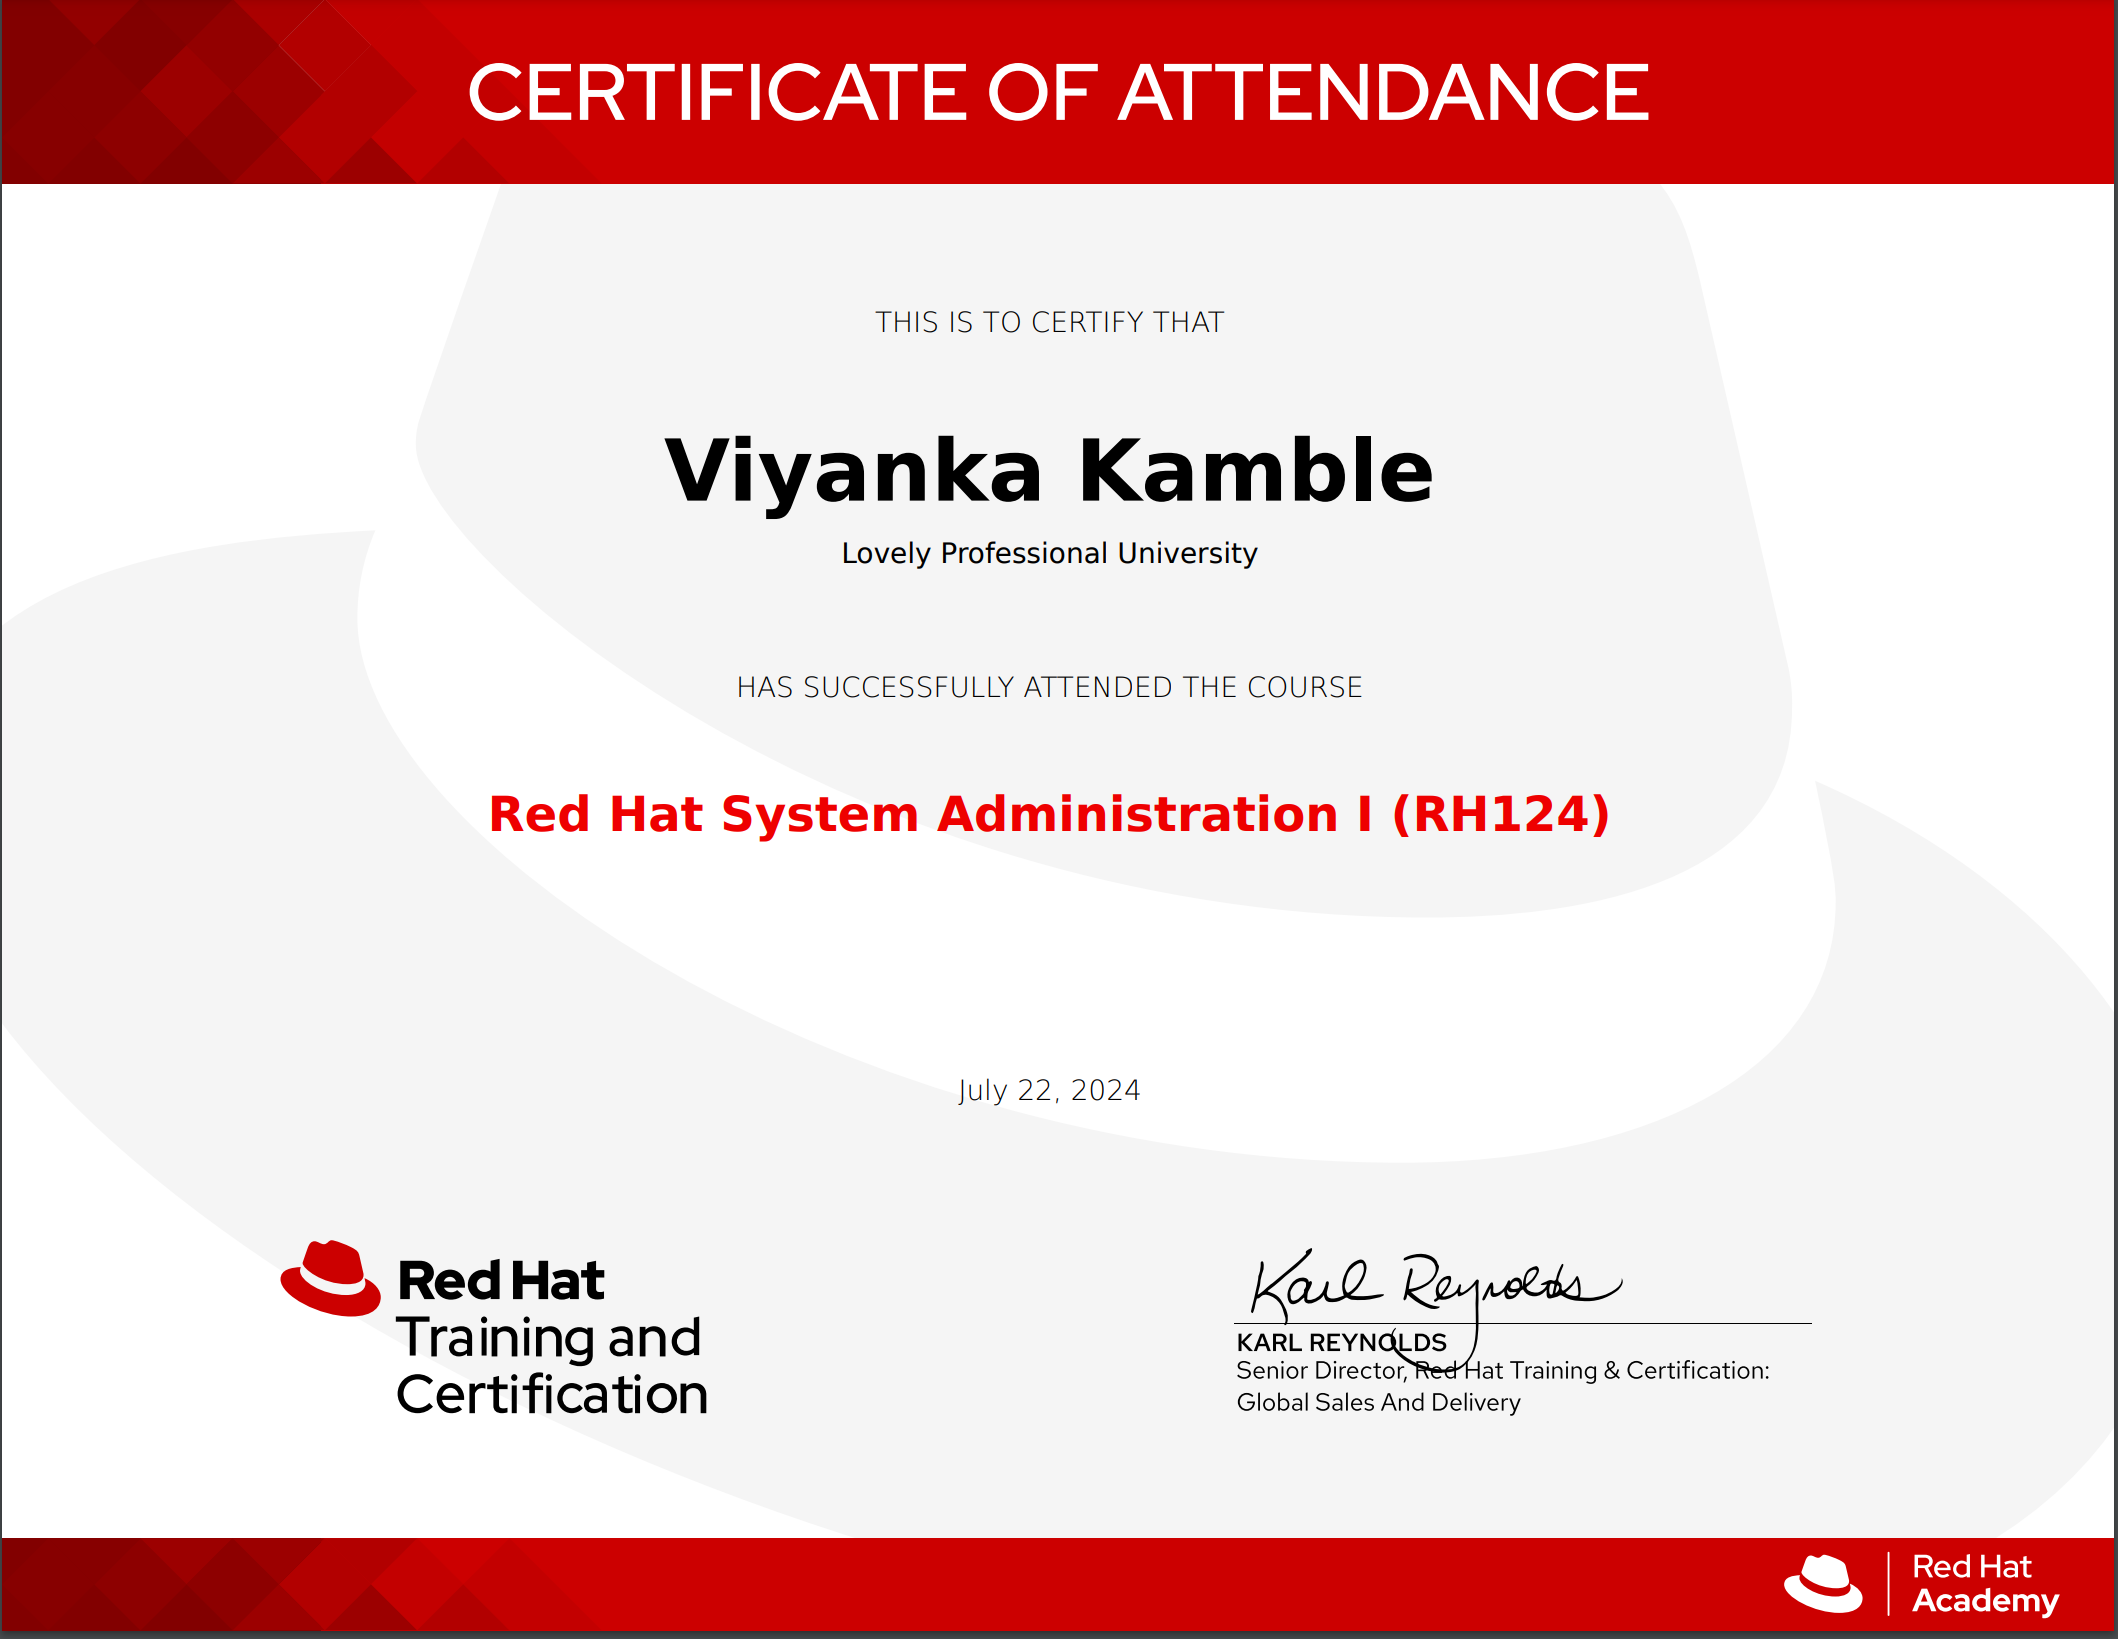 CERTIFICATE OF ATTENDANCE
THIS IS TO CERTIFY THAT
Viyanka Kamble
Lovely Professional University
HAS SUCCESSFULLY ATTENDED THE COURSE
Red Hat System Administration I (RH124)
July 22, 2024
Red Hat
Training and
Certification
Karl Reynolds
KARL REYNOLDS
Senior Director, Red Hat Training & Certification:
Global Sales And Delivery
Red Hat
Academy